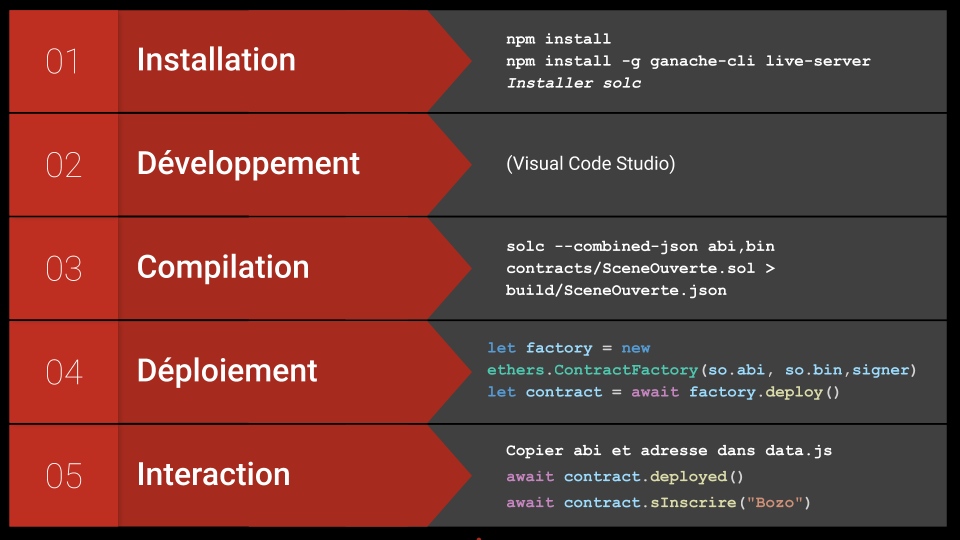 01
Installation
npm install
npm install -g ganache-cli live-server
Installer solc
02
Développement
(Visual Code Studio)
03
Compilation
solc --combined-json abi,bin
contracts/SceneOuverte.sol >
build/SceneOuverte.json
04
Déploiement
let factory = new
ethers.ContractFactory(so.abi, so.bin,signer)
let contract = await factory.deploy()
05
Interaction
Copier abi et adresse dans data.js
await contract.deployed()
await contract.sInscrire("Bozo")